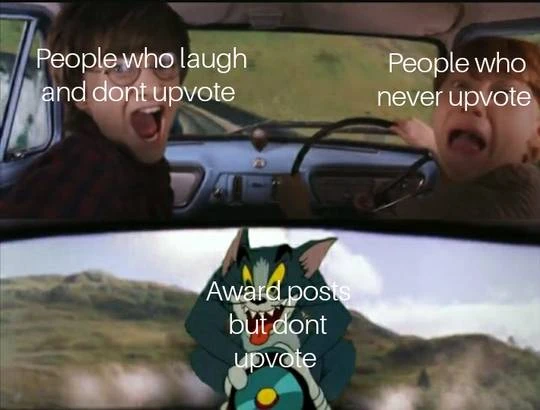 People who laugh
and dont upvote
People who
never upvote
Award posts
but dont
upvote